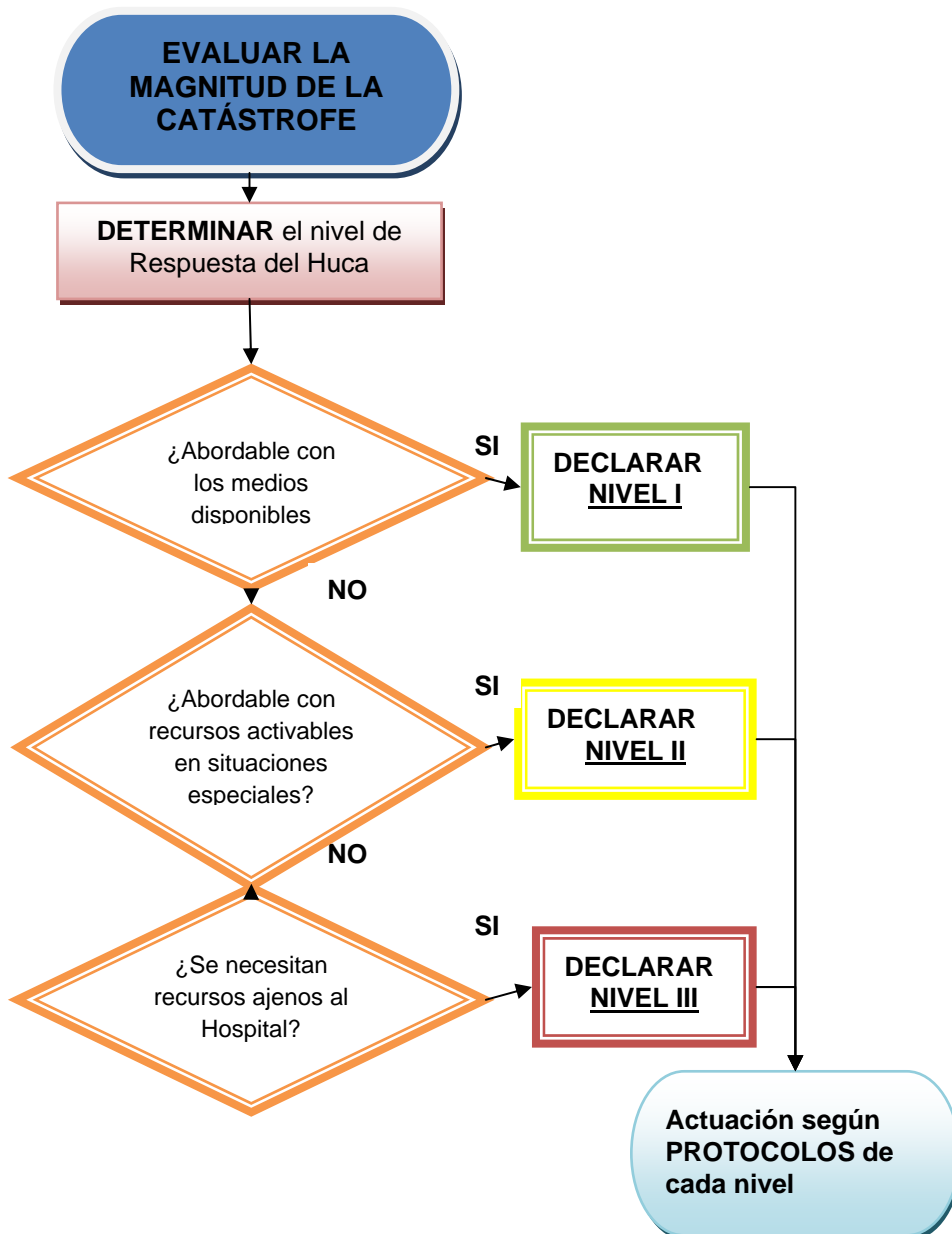 EVALUAR LA
MAGNITUD DE LA
CATÁSTROFE
DETERMINAR el nivel de
Respuesta del Huca
¿Abordable con
los medios
disponibles
SI
DECLARAR
NIVEL I
NO
¿Abordable con
recursos activables
en situaciones
especiales?
SI
DECLARAR
NIVEL II
NO
¿Se necesitan
recursos ajenos al
Hospital?
SI
DECLARAR
NIVEL III
Actuación según
PROTOCOLOS de
cada nivel